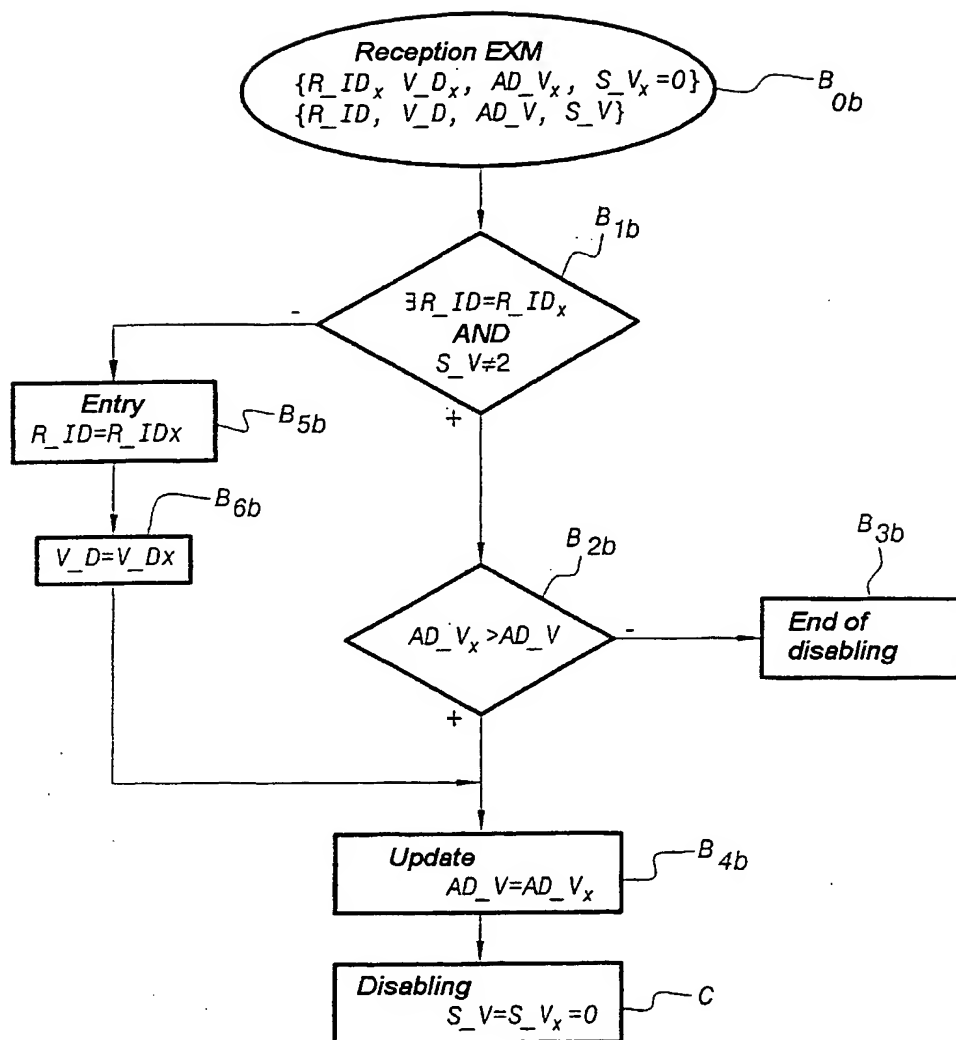 Reception EXM
{R_IDx V_Dx, AD_Vx, S_Vx=0}
{R_ID, V_D, AD_V, S_V}
B0b
B1b
∃R_ID=R_IDx
AND
S_V≠2
-
+
Entry
R_ID=R_IDx
B5b
B6b
V_D=V_Dx
B2b
AD_Vx>AD_V
-
+
B3b
End of
disabling
Update
AD_V=AD_Vx
B4b
Disabling
S_V=S_Vx=0
C